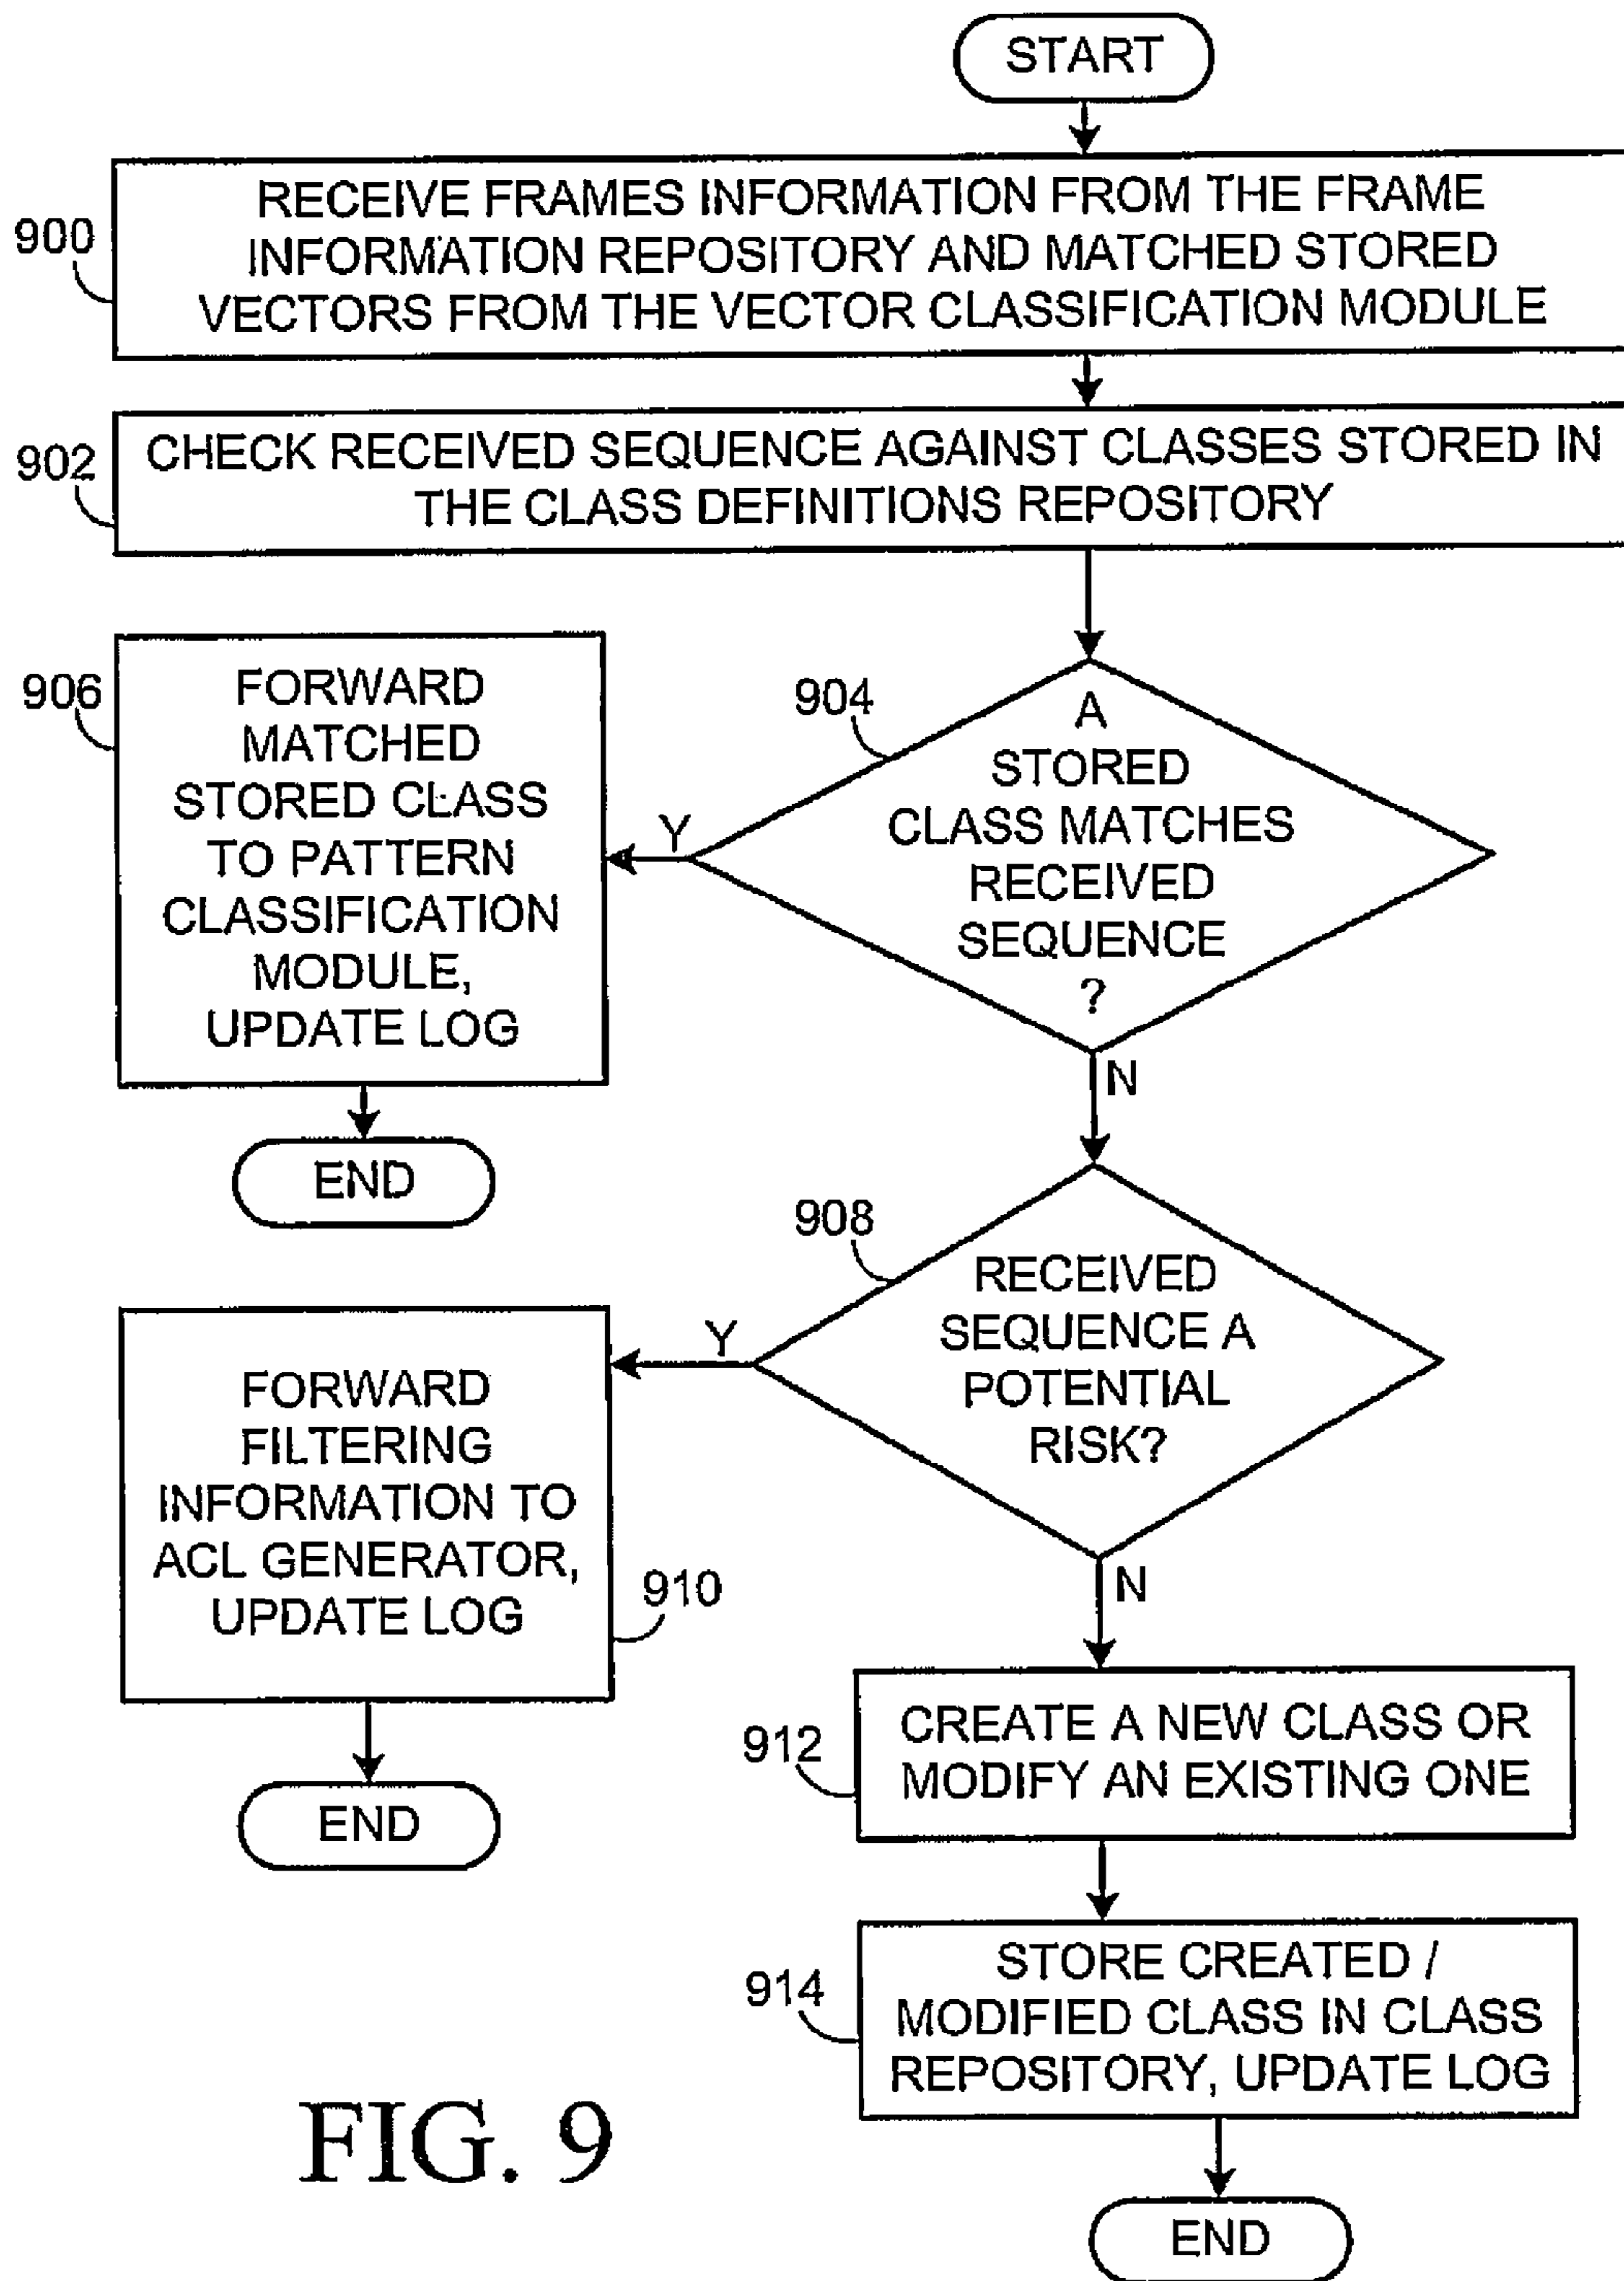 START
900
RECEIVE FRAMES INFORMATION FROM THE FRAME
INFORMATION REPOSITORY AND MATCHED STORED
VECTORS FROM THE VECTOR CLASSIFICATION MODULE
902
CHECK RECEIVED SEQUENCE AGAINST CLASSES STORED IN
THE CLASS DEFINITIONS REPOSITORY
904
A
STORED
CLASS MATCHES
RECEIVED
SEQUENCE
?
Y
N
906
FORWARD
MATCHED
STORED CLASS
TO PATTERN
CLASSIFICATION
MODULE,
UPDATE LOG
END
908
RECEIVED
SEQUENCE A
POTENTIAL
RISK?
Y
N
FORWARD
FILTERING
INFORMATION TO
ACL GENERATOR,
UPDATE LOG
910
END
912
CREATE A NEW CLASS OR
MODIFY AN EXISTING ONE
914
STORE CREATED /
MODIFIED CLASS IN CLASS
REPOSITORY, UPDATE LOG
END
FIG. 9